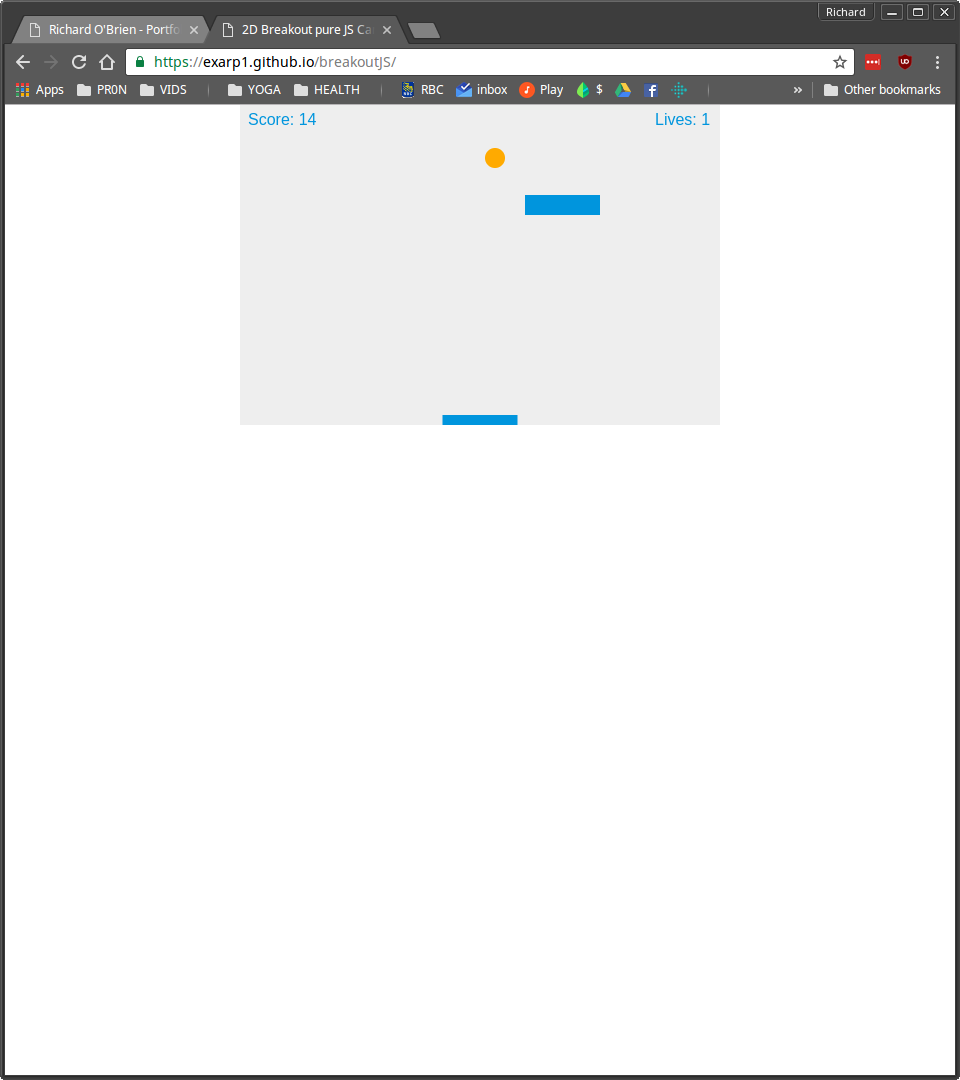 Richard
Richard O'Brien - Portfo
2D Breakout pure JS Ca
https://exarp1.github.io/breakoutJS/
Apps PR0N VIDS YOGA HEALTH RBC inbox Play $ Other bookmarks
Score: 14 Lives: 1